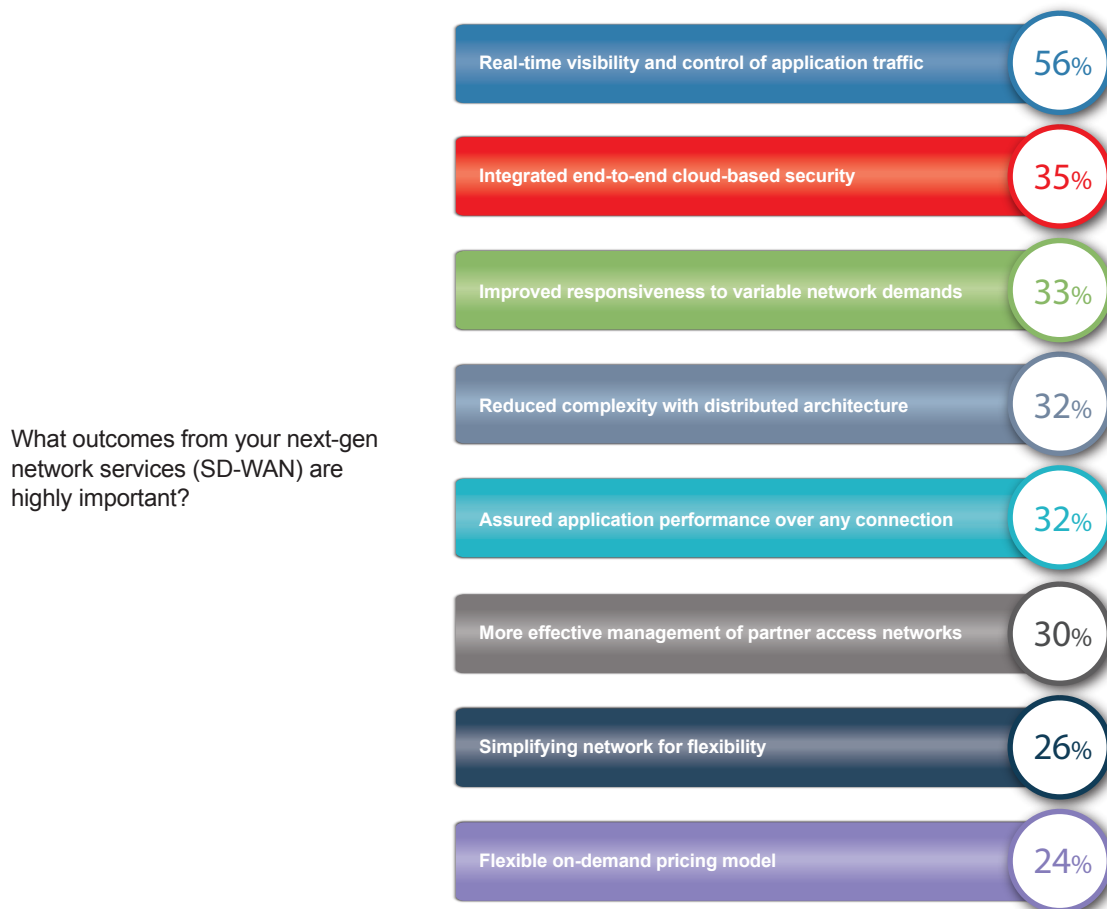 Real-time visibility and control of application traffic 56%
Integrated end-to-end cloud-based security 35%
Improved responsiveness to variable network demands 33%
Reduced complexity with distributed architecture 32%
What outcomes from your next-gen
network services (SD-WAN) are
highly important?
Assured application performance over any connection 32%
More effective management of partner access networks 30%
Simplifying network for flexibility 26%
Flexible on-demand pricing model 24%